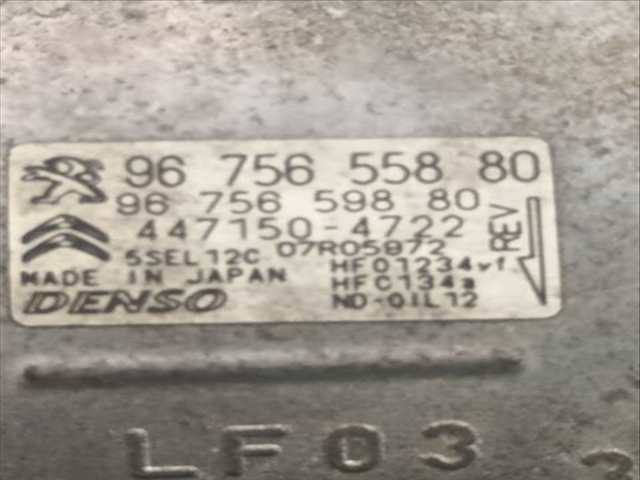 96 756 558 80
96 756 598 80
447150-4722
5SEL12C 07R05872
MADE IN JAPAN HFO1234yf
HFC134a
DENSO ND-OIL12
REV
LF03